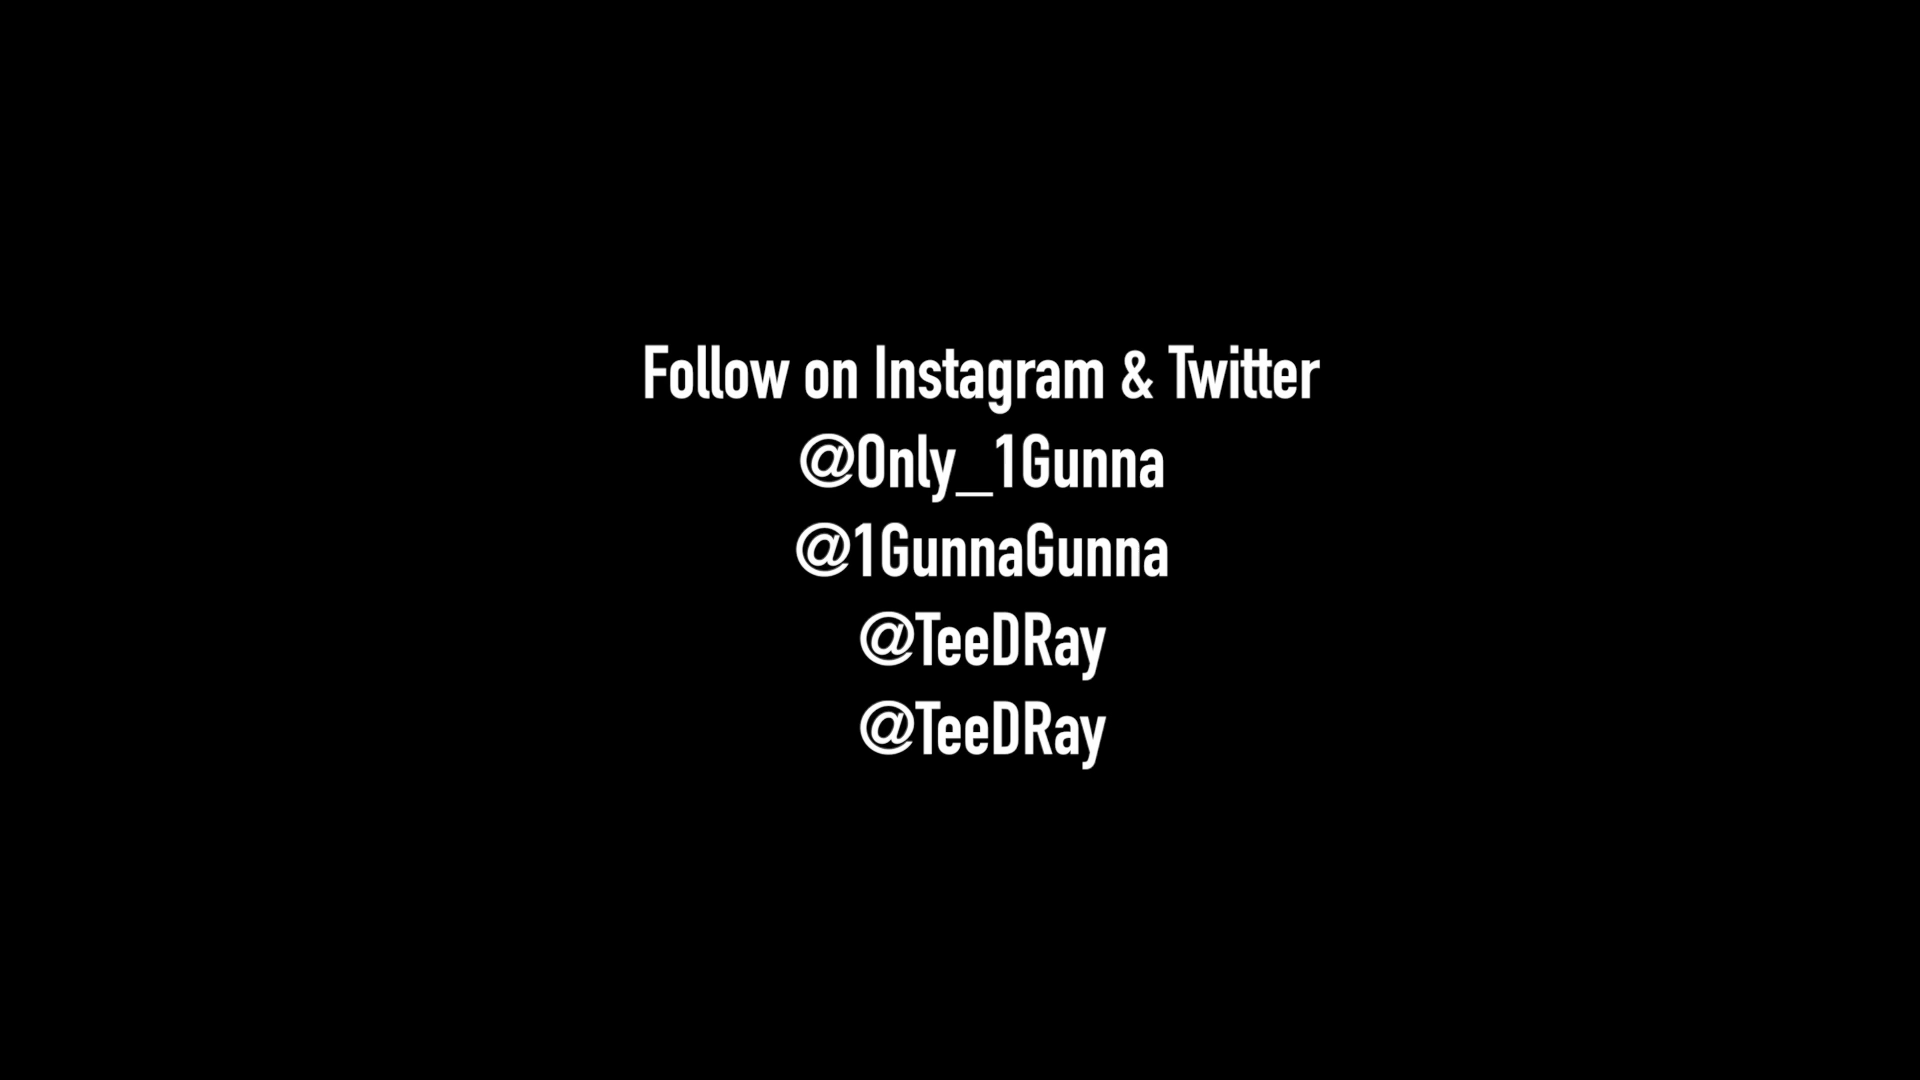 Follow on Instagram & Twitter
@Only_1Gunna
@1GunnaGunna
@TeeDRay
@TeeDRay